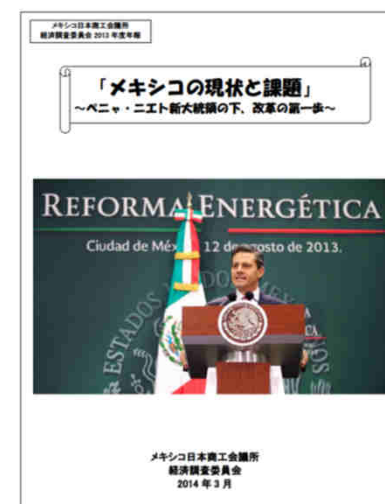 メキシコ日本商工会議所
経済調査委員会 2013 年度年報
「メキシコの現状と課題」
～ペニャ・ニエト新大統領の下、改革の第一歩～
REFORMA ENERGÉTICA
Ciudad de Méx 12 de agosto de 2013.
ESTADOS UNIDOS MEX
メキシコ日本商工会議所
経済調査委員会
2014 年 3 月